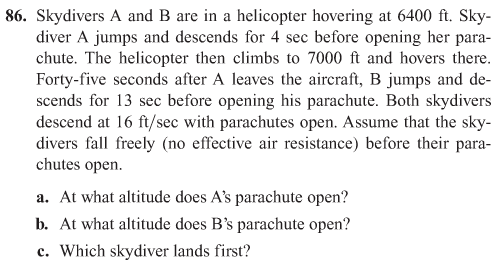 86. Skydivers A and B are in a helicopter hovering at 6400 ft. Sky-
diver A jumps and descends for 4 sec before opening her para-
chute. The helicopter then climbs to 7000 ft and hovers there.
Forty-five seconds after A leaves the aircraft, B jumps and de-
scends for 13 sec before opening his parachute. Both skydivers
descend at 16 ft/sec with parachutes open. Assume that the sky-
divers fall freely (no effective air resistance) before their para-
chutes open.
a. At what altitude does A's parachute open?
b. At what altitude does B's parachute open?
c. Which skydiver lands first?